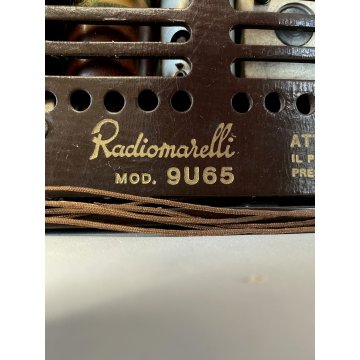 Radiomarelli
MOD. 9U65
ATT
IL P
PRE